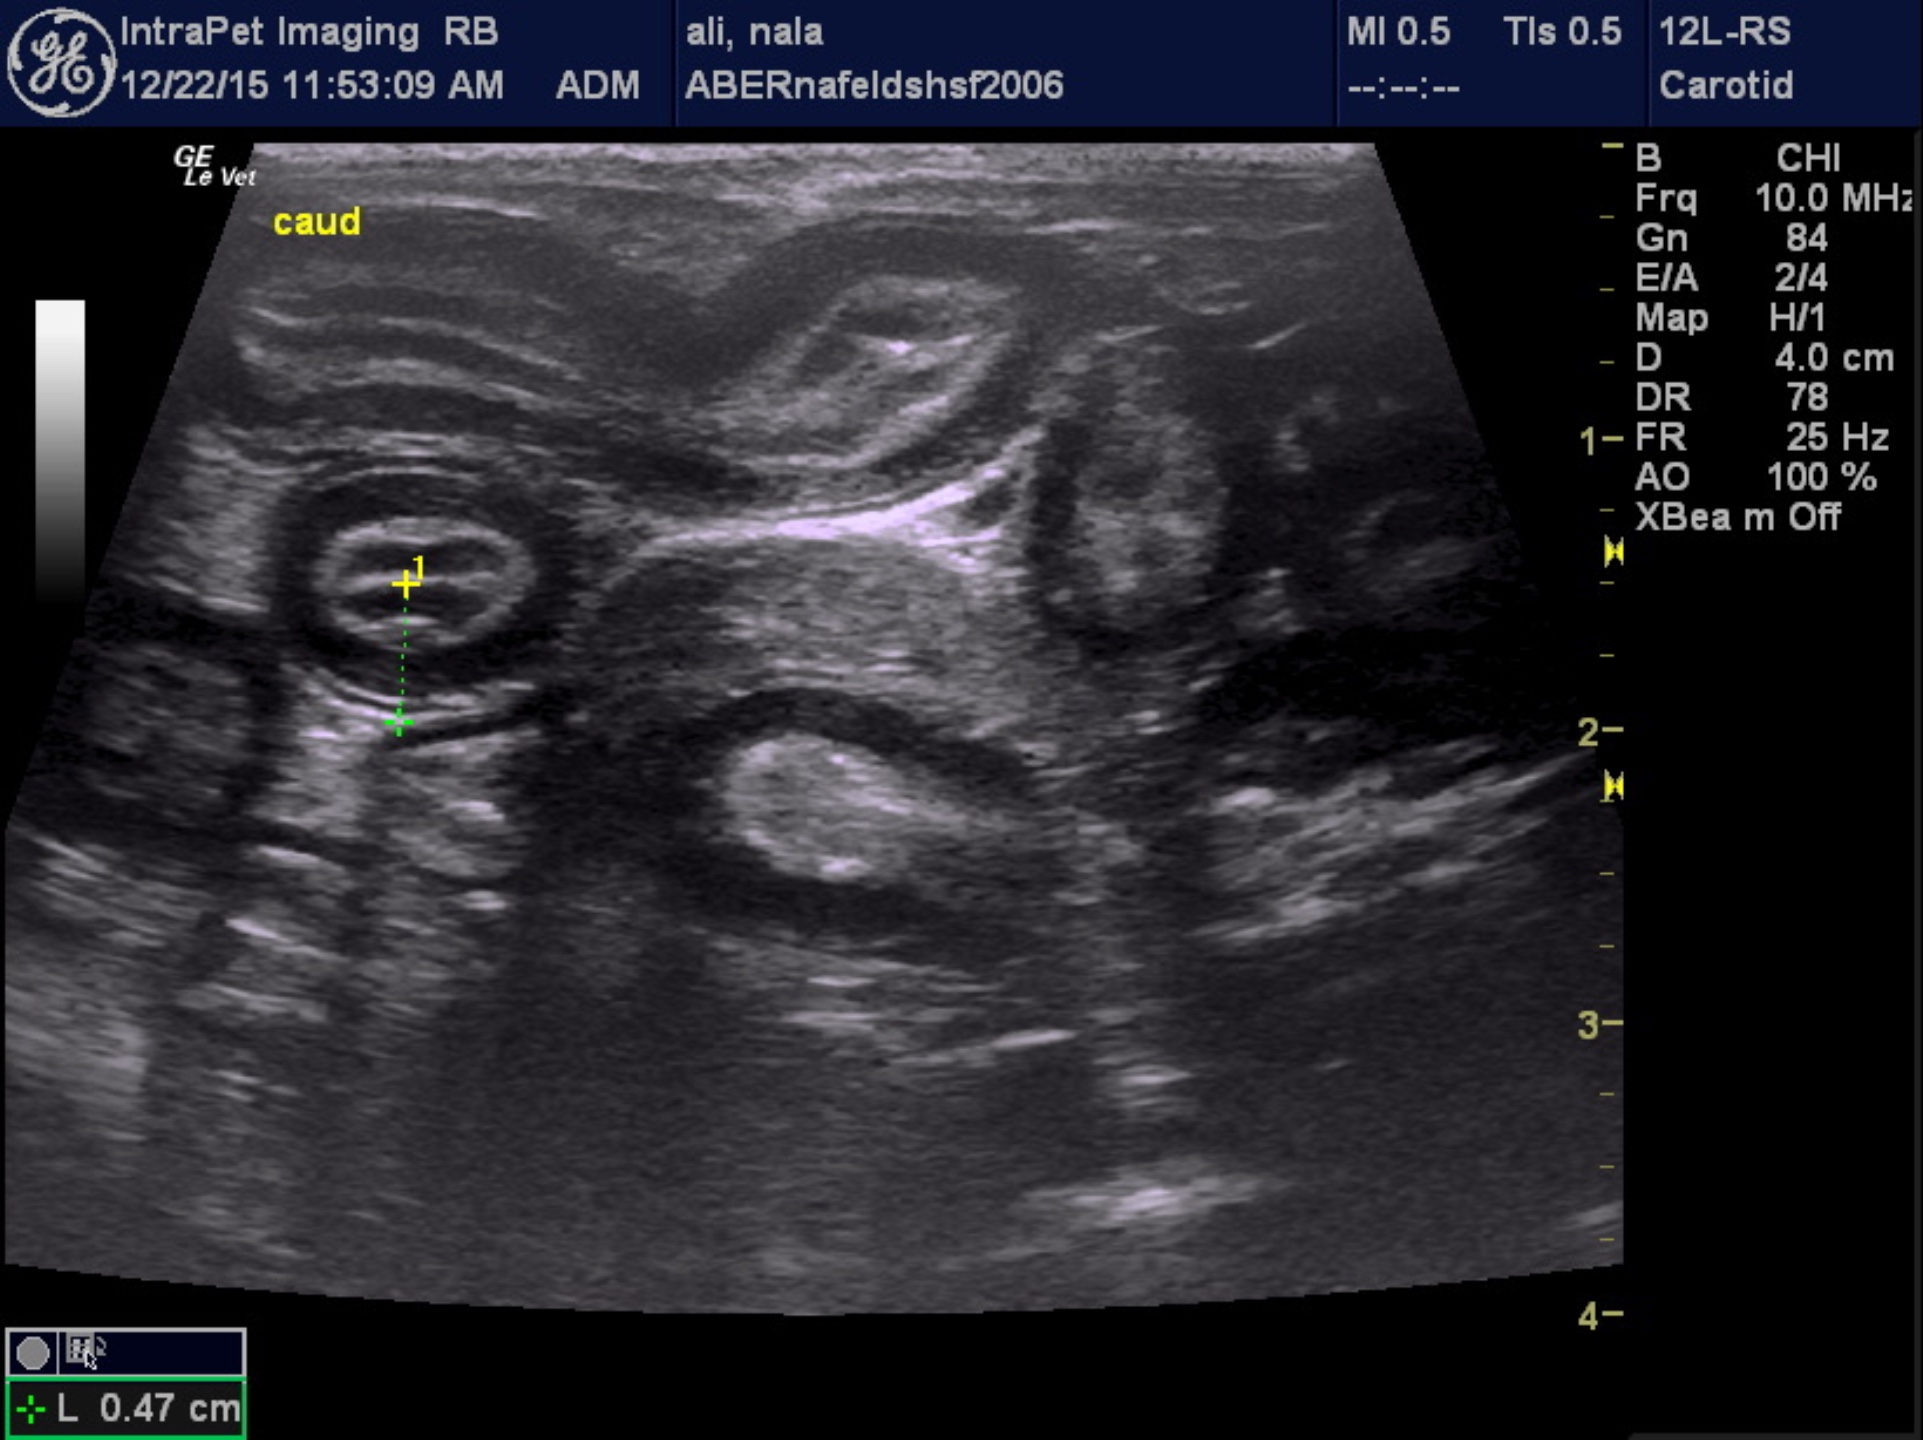 IntraPet Imaging RB
12/22/15 11:53:09 AM ADM
ali, nala
ABERnafeldshsf2006
MI 0.5 TIs 0.5
--:--:--
12L-RS
Carotid
GE
Le Vet
caud
B CHI
Frq 10.0 MHz
Gn 84
E/A 2/4
Map H/1
D 4.0 cm
DR 78
FR 25 Hz
AO 100 %
XBea m Off
1
1
2
3
4
L 0.47 cm